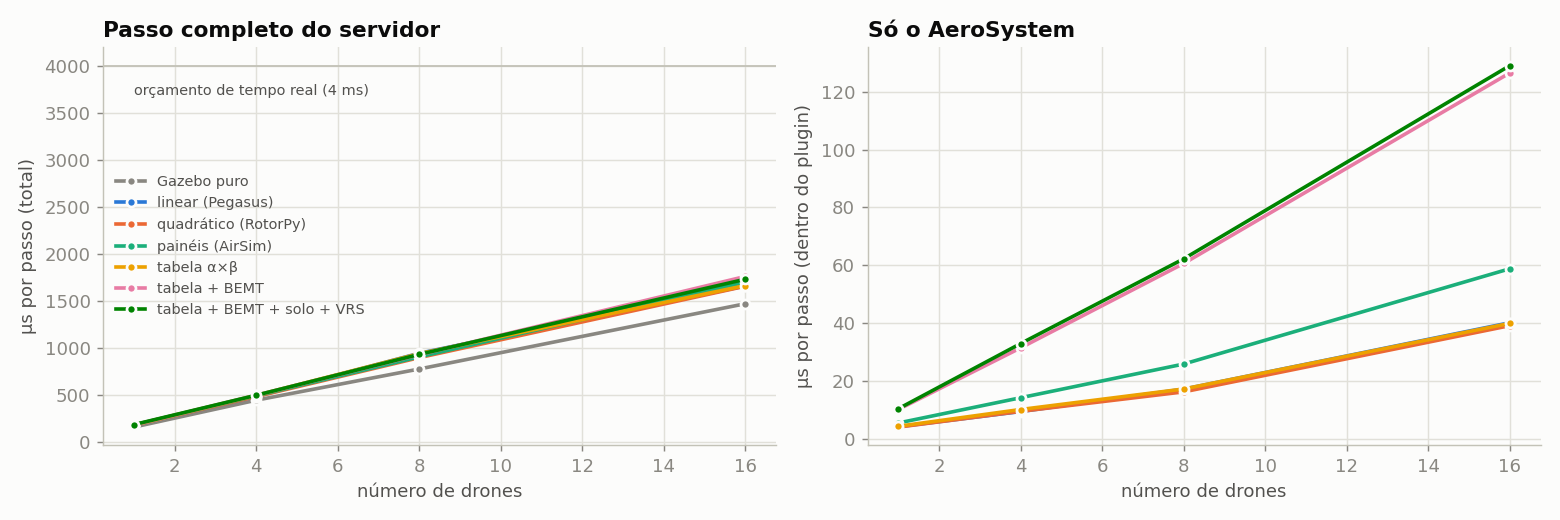 Passo completo do servidor
4000
3500
3000
2500
2000
1500
1000
500
0
µs por passo (total)
orçamento de tempo real (4 ms)
Gazebo puro
linear (Pegasus)
quadrático (RotorPy)
painéis (AirSim)
tabela α×β
tabela + BEMT
tabela + BEMT + solo + VRS
2 4 6 8 10 12 14 16
número de drones
Só o AeroSystem
120
100
80
60
40
20
0
µs por passo (dentro do plugin)
2 4 6 8 10 12 14 16
número de drones